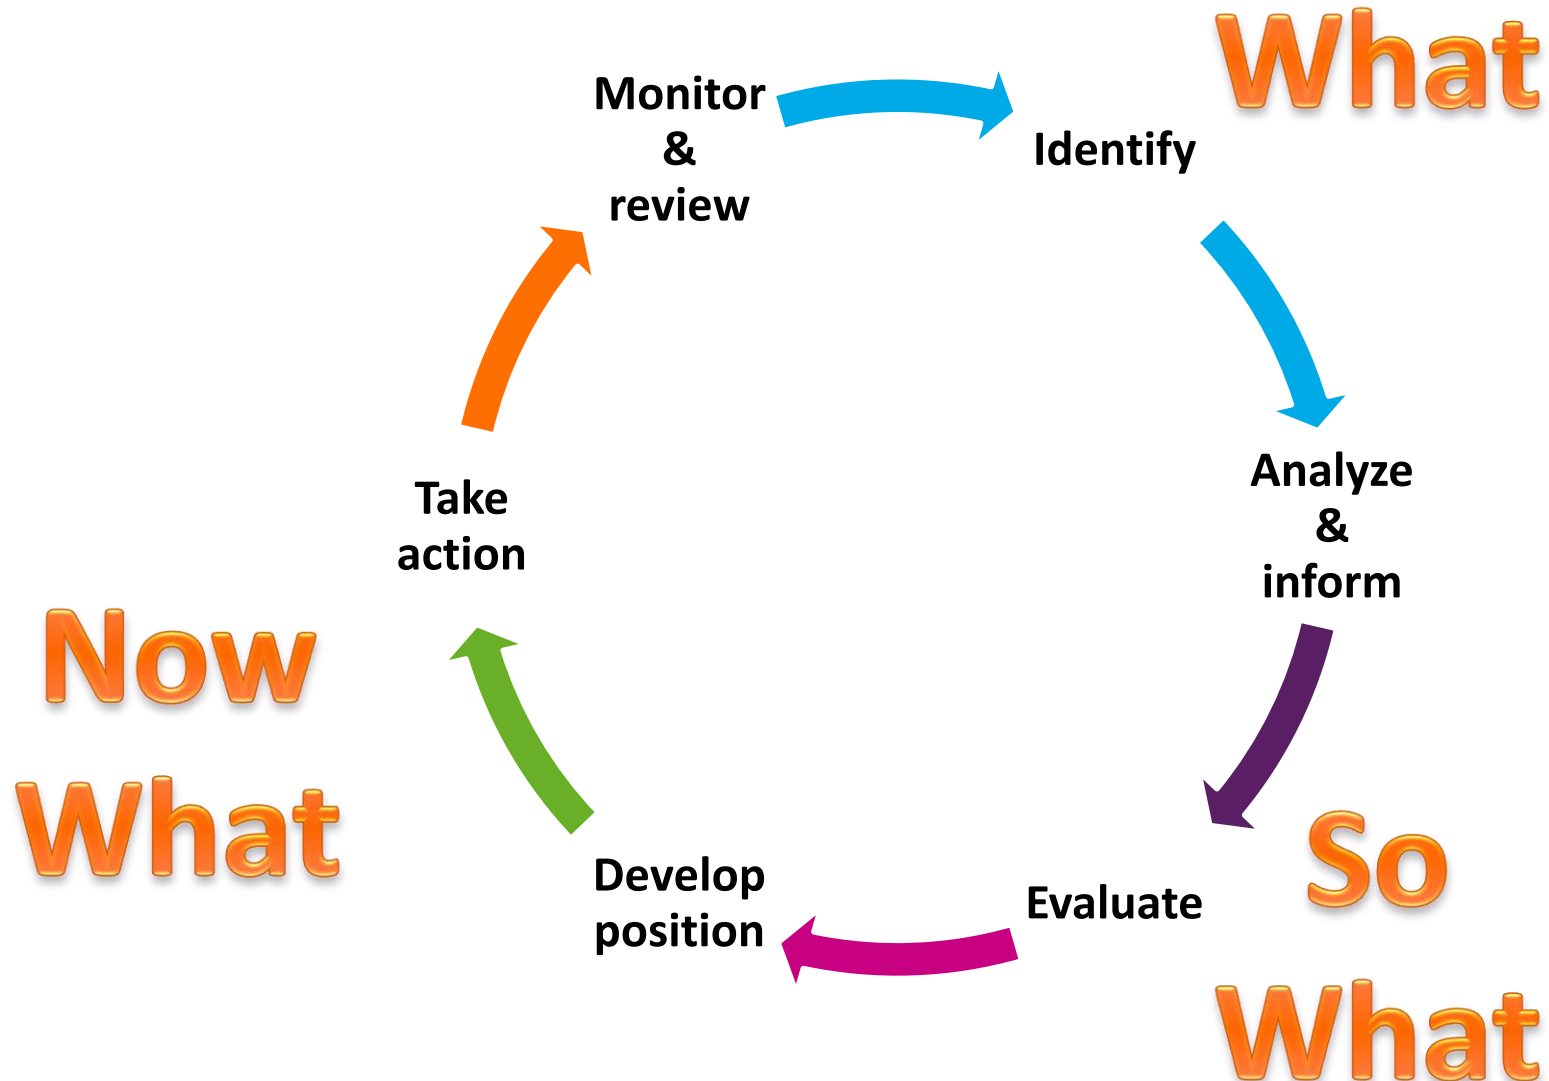 What
Monitor
&
review
Identify
Analyze
&
inform
Take
action
Now
What
So
What
Evaluate
Develop
position